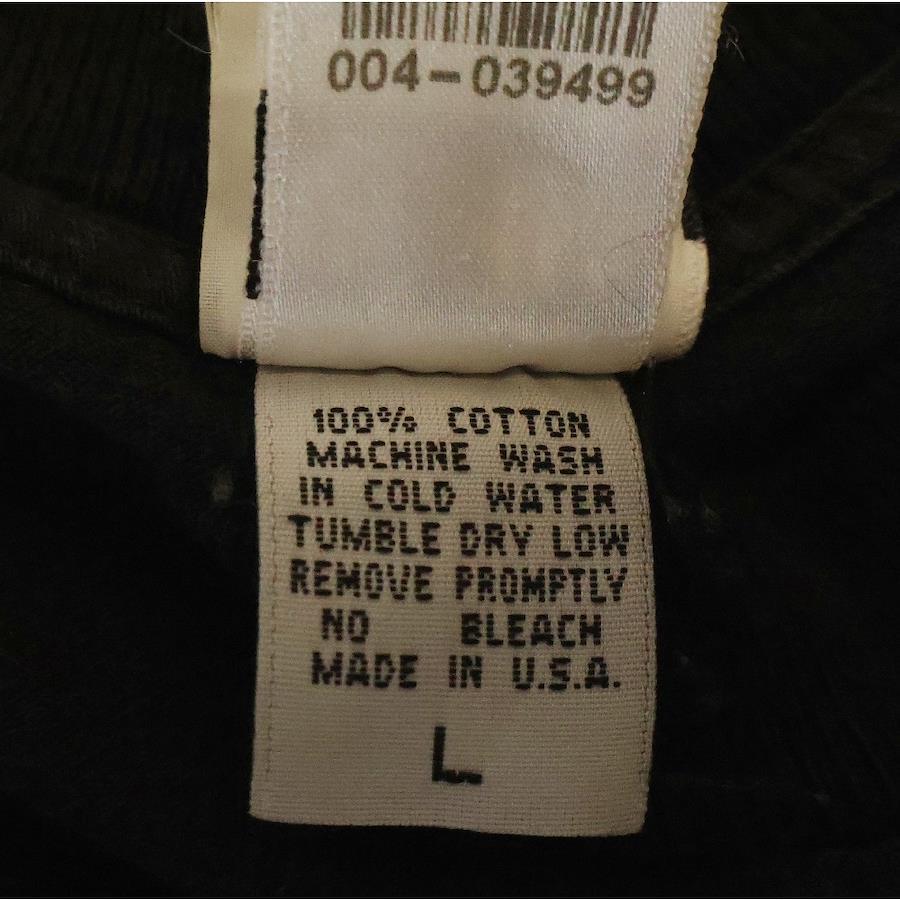 004-039499
100% COTTON
MACHINE WASH
IN COLD WATER
TUMBLE DRY LOW
REMOVE PROMPTLY
NO BLEACH
MADE IN U.S.A.
L